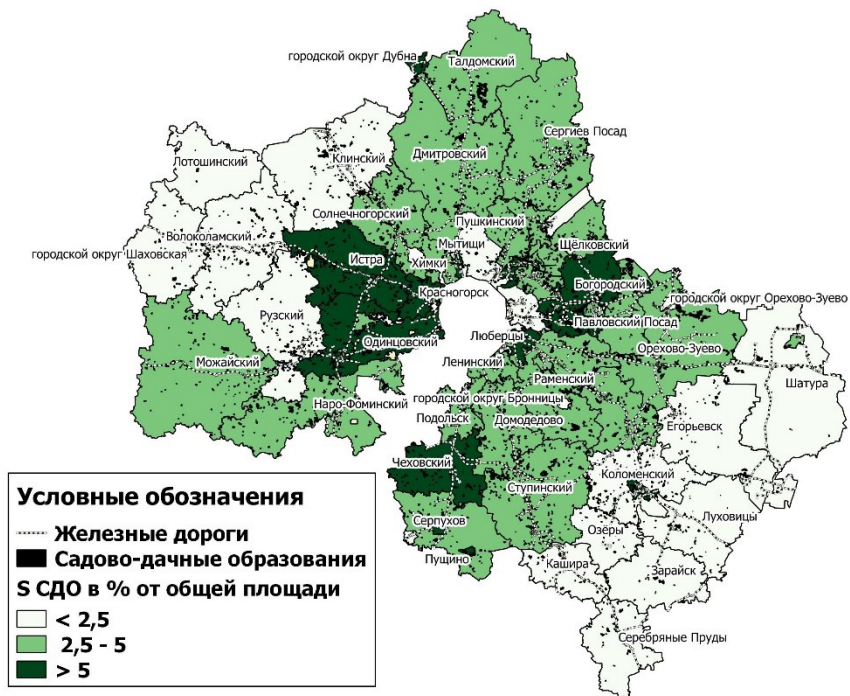 городской округ Дубна
Талдомский
Сергиев Посад
Дмитровский
Клинский
Лотошинский
Солнечногорский
Пушкинский
Волоколамский
Мытищи
Щёлковский
городской округ Шаховская
Истра
Химки
Богородский
Красногорск
городской округ Орехово-Зуево
Рузский
Павловский Посад
Люберцы
Одинцовский
Орехово-Зуево
Ленинский
Можайский
Раменский
Шатура
Наро-Фоминский
городской округ Бронницы
Подольск
Домодедово
Егорьевск
Чеховский
Коломенский
Ступинский
Луховицы
Серпухов
Озёры
Пущино
Кашира
Зарайск
Серебряные Пруды
Условные обозначения
Железные дороги
Садово-дачные образования
S СДО в % от общей площади
< 2,5
2,5 - 5
> 5